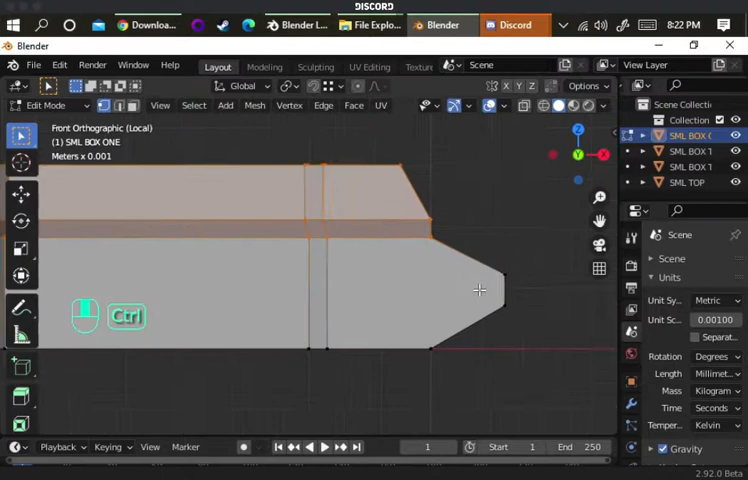 DISCORD
Downloa...
Blender L...
File Explo...
Blender
Discord
8:22 PM
Blender
File Edit Render Window Help Layout Modeling Sculpting UV Editing Textur Scene View Layer
Global Options
Edit Mode View Select Add Mesh Vertex Edge Face UV
X Y Z
Front Orthographic (Local)
(1) SML BOX ONE
Meters x 0.001
Z
X
Y
Ctrl
Scene Collection
Collection
SML BOX O
SML BOX T
SML BOX T
SML TOP
Scene
Scene
Units
Unit Sy.. Metric
Unit Sc.. 0.00100
Separat..
Rotation Degrees
Length Millimet..
Mass Kilogram
Time Seconds
Temper.. Kelvin
Gravity
Playback Keying View Marker 1 Start 1 End 250
2.92.0 Beta